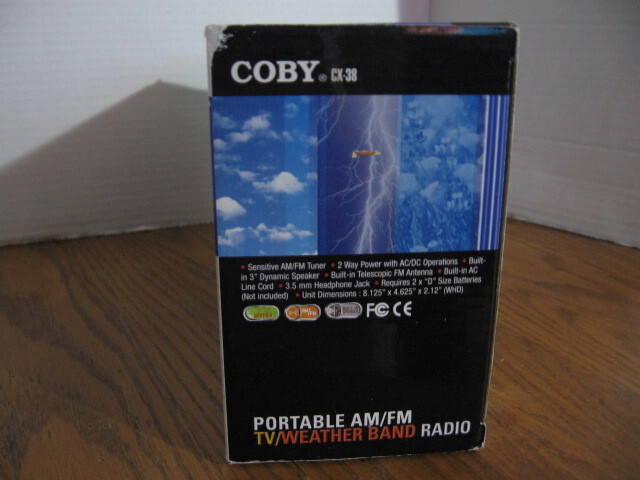 COBY® CX-38
• Sensitive AM/FM Tuner • 2 Way Power with AC/DC Operations • Built-
in 3" Dynamic Speaker • Built-in Telescopic FM Antenna • Built-in AC
Line Cord • 3.5 mm Headphone Jack • Requires 2 x "D" Size Batteries
(Not included) • Unit Dimensions : 8.125" x 4.625" x 2.12" (WHD)
FC CE
PORTABLE AM/FM
TV/WEATHER BAND RADIO